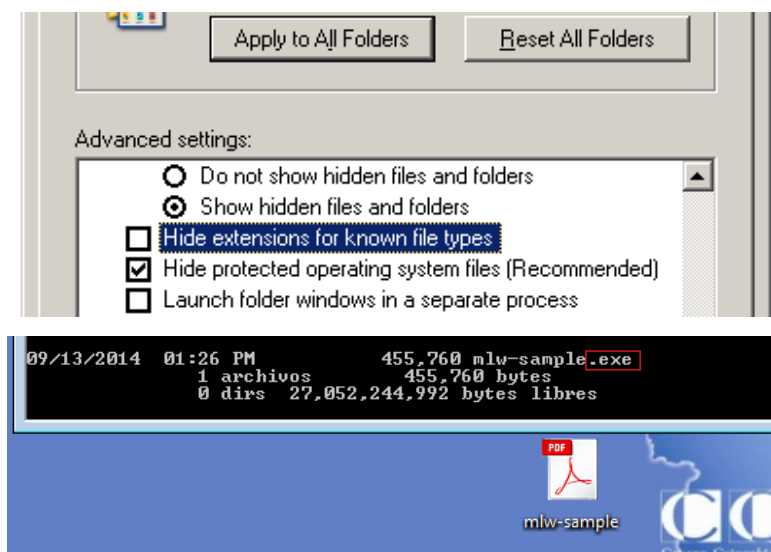 Apply to All Folders
Reset All Folders
Advanced settings:
Do not show hidden files and folders
Show hidden files and folders
Hide extensions for known file types
Hide protected operating system files (Recommended)
Launch folder windows in a separate process
09/13/2014 01:26 PM 455,760 mlw-sample.exe
1 archivos 455,760 bytes
0 dirs 27,052,244,992 bytes libres
PDF
mlw-sample